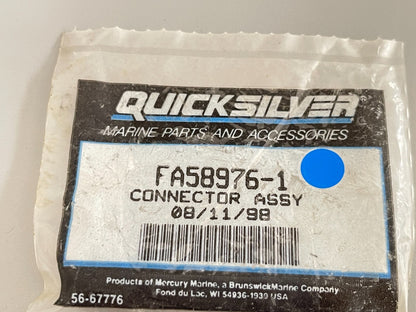 QUICKSILVER
MARINE PARTS AND ACCESSORIES
FA58976-1
CONNECTOR ASSY
08/11/98
Products of Mercury Marine, a Brunswick Marine Company
Fond du Lac, WI 54936-1939 USA
56-67776